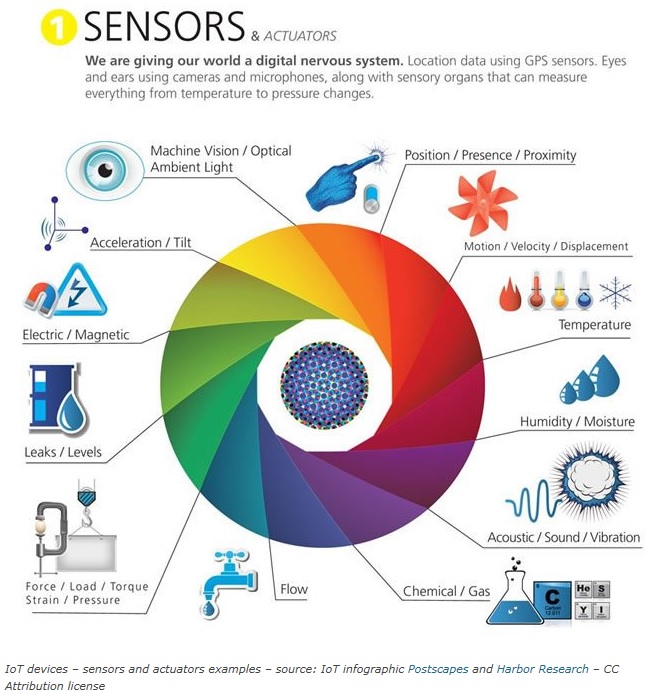 1 SENSORS & ACTUATORS
We are giving our world a digital nervous system. Location data using GPS sensors. Eyes
and ears using cameras and microphones, along with sensory organs that can measure
everything from temperature to pressure changes.
Machine Vision / Optical
Ambient Light
Position / Presence / Proximity
Acceleration / Tilt
Motion / Velocity / Displacement
Electric / Magnetic
Temperature
Leaks / Levels
Humidity / Moisture
Acoustic / Sound / Vibration
Force / Load / Torque
Strain / Pressure
Flow
Chemical / Gas
C
Carbon
12.011
He S
Y I
IoT devices – sensors and actuators examples – source: IoT infographic Postscapes and Harbor Research – CC
Attribution license